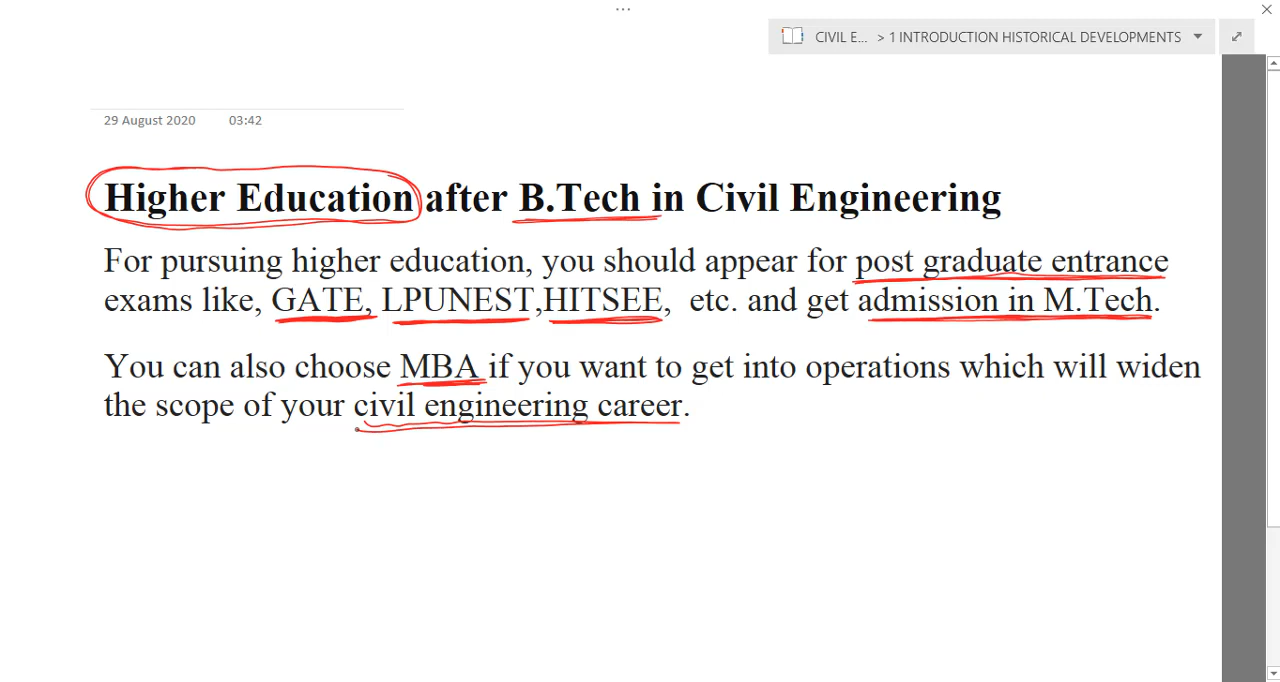 CIVIL E... > 1 INTRODUCTION HISTORICAL DEVELOPMENTS
29 August 2020 03:42
Higher Education after B.Tech in Civil Engineering
For pursuing higher education, you should appear for post graduate entrance
exams like, GATE, LPUNEST,HITSEE, etc. and get admission in M.Tech.
You can also choose MBA if you want to get into operations which will widen
the scope of your civil engineering career.